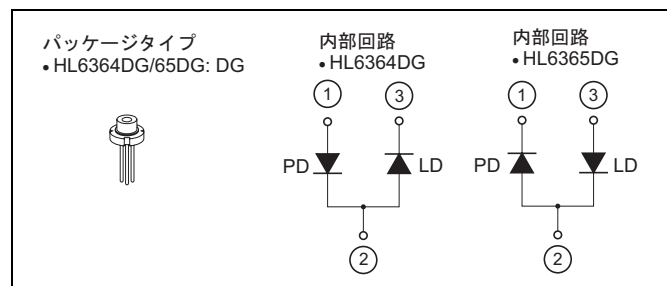 パッケージタイプ
• HL6364DG/65DG: DG
内部回路
• HL6364DG
1 3
PD LD
2
内部回路
• HL6365DG
1 3
PD LD
2